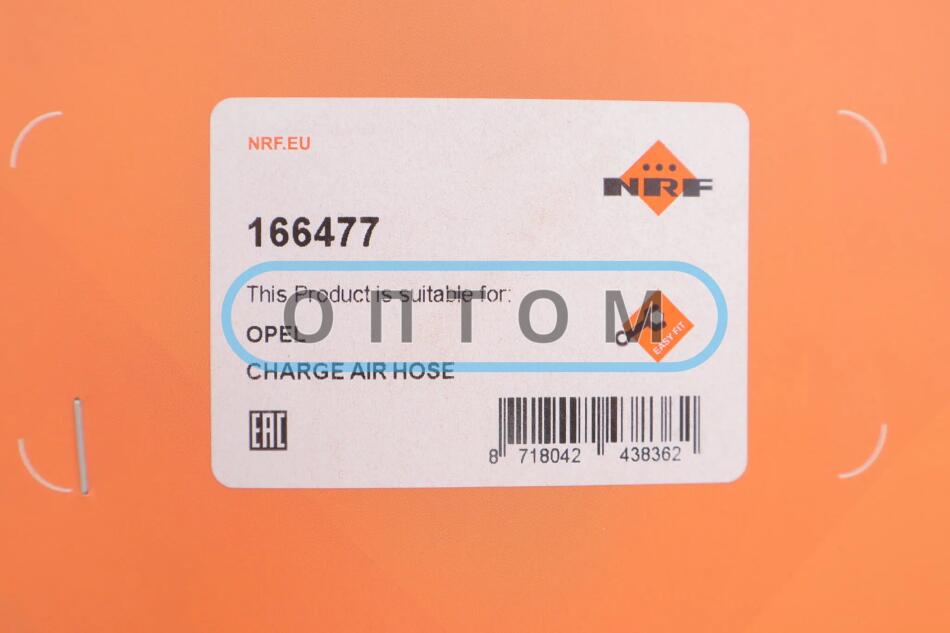 NRF.EU
NRF
166477
This Product is suitable for:
ОПТОМ
OPEL
EASY FIT
CHARGE AIR HOSE
EAC
8 718042 438362